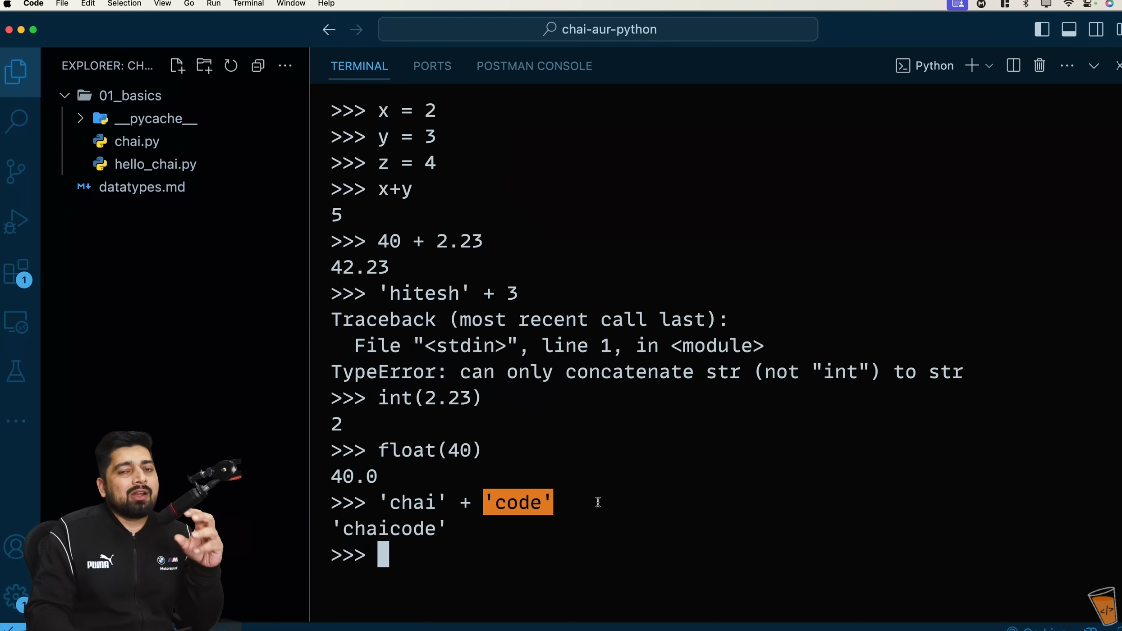 Code File Edit Selection View Go Run Terminal Window Help
chai-aur-python
EXPLORER: CH...
TERMINAL PORTS POSTMAN CONSOLE
Python
01_basics
__pycache__
chai.py
hello_chai.py
datatypes.md
1
1
>>> x = 2
>>> y = 3
>>> z = 4
>>> x+y
5
>>> 40 + 2.23
42.23
>>> 'hitesh' + 3
Traceback (most recent call last):
File "<stdin>", line 1, in <module>
TypeError: can only concatenate str (not "int") to str
>>> int(2.23)
2
>>> float(40)
40.0
>>> 'chai' + 'code'
'chaicode'
>>>
PUMA
</>